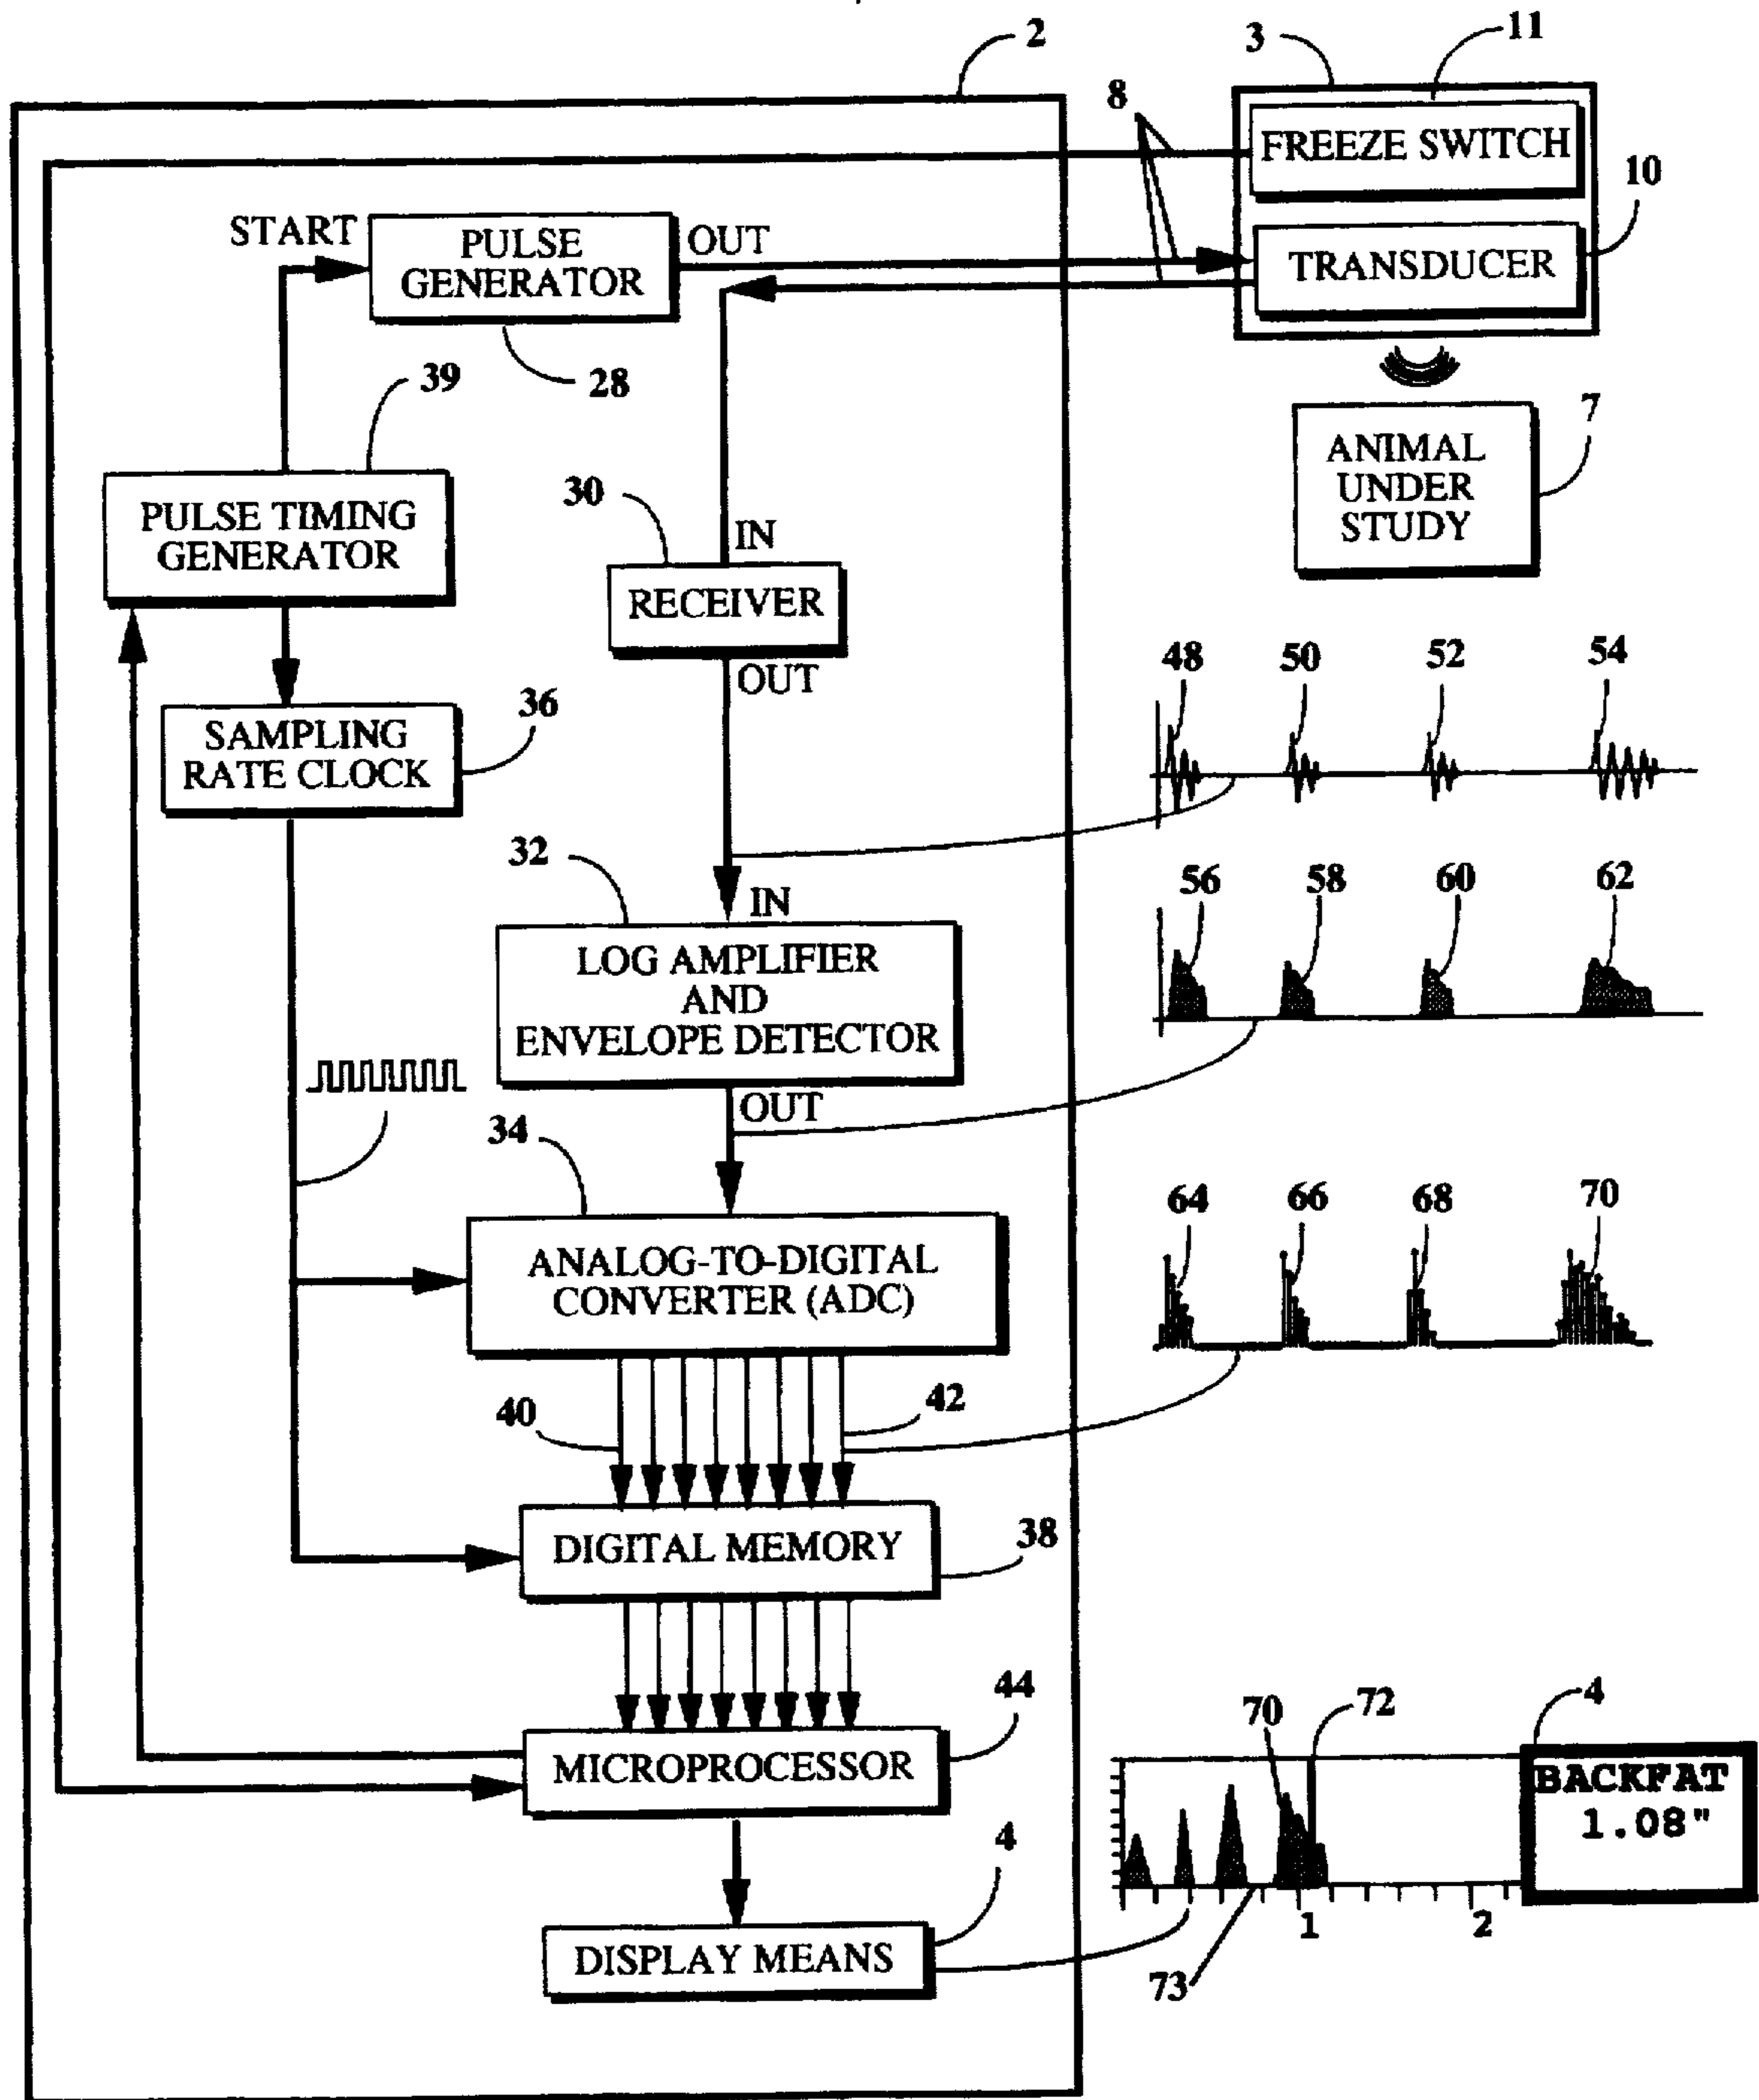 2
3
11
8
FREEZE SWITCH
10
START
PULSE
GENERATOR
OUT
TRANSDUCER
28
39
7
ANIMAL
UNDER
STUDY
PULSE TIMING
GENERATOR
30
IN
RECEIVER
OUT
48
50
52
54
SAMPLING
RATE CLOCK
36
32
IN
56
58
60
62
LOG AMPLIFIER
AND
ENVELOPE DETECTOR
OUT
34
64
66
68
70
ANALOG-TO-DIGITAL
CONVERTER (ADC)
40
42
DIGITAL MEMORY
38
44
MICROPROCESSOR
70
72
4
BACKFAT
1.08"
1
2
73
4
DISPLAY MEANS